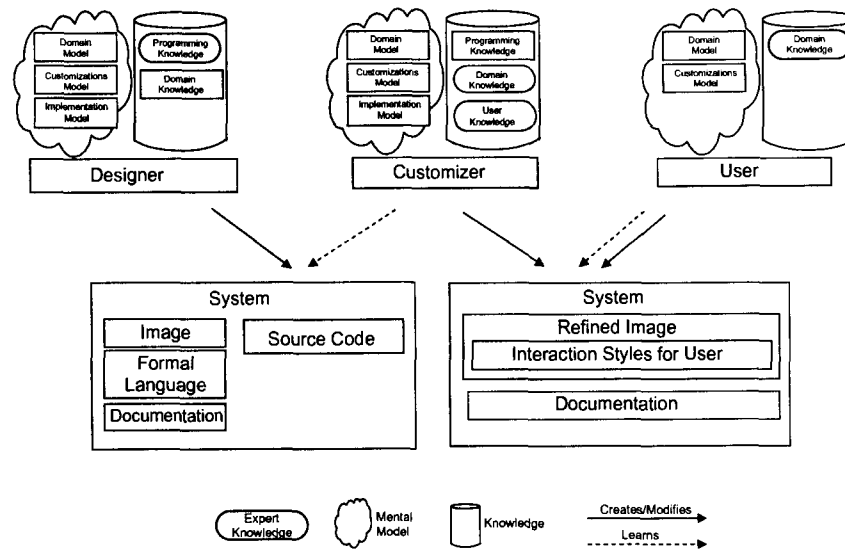 Domain
Model
Customizations
Model
Implementation
Model
Programming
Knowledge
Domain
Knowledge
Designer
Domain
Model
Customizations
Model
Implementation
Model
Programming
Knowledge
Domain
Knowledge
User
Knowledge
Customizer
Domain
Model
Customizations
Model
Domain
Knowledge
User
System
Image
Formal
Language
Documentation
Source Code
System
Refined Image
Interaction Styles for User
Documentation
Expert
Knowledge
Mental
Model
Knowledge
Creates/Modifies
Learns